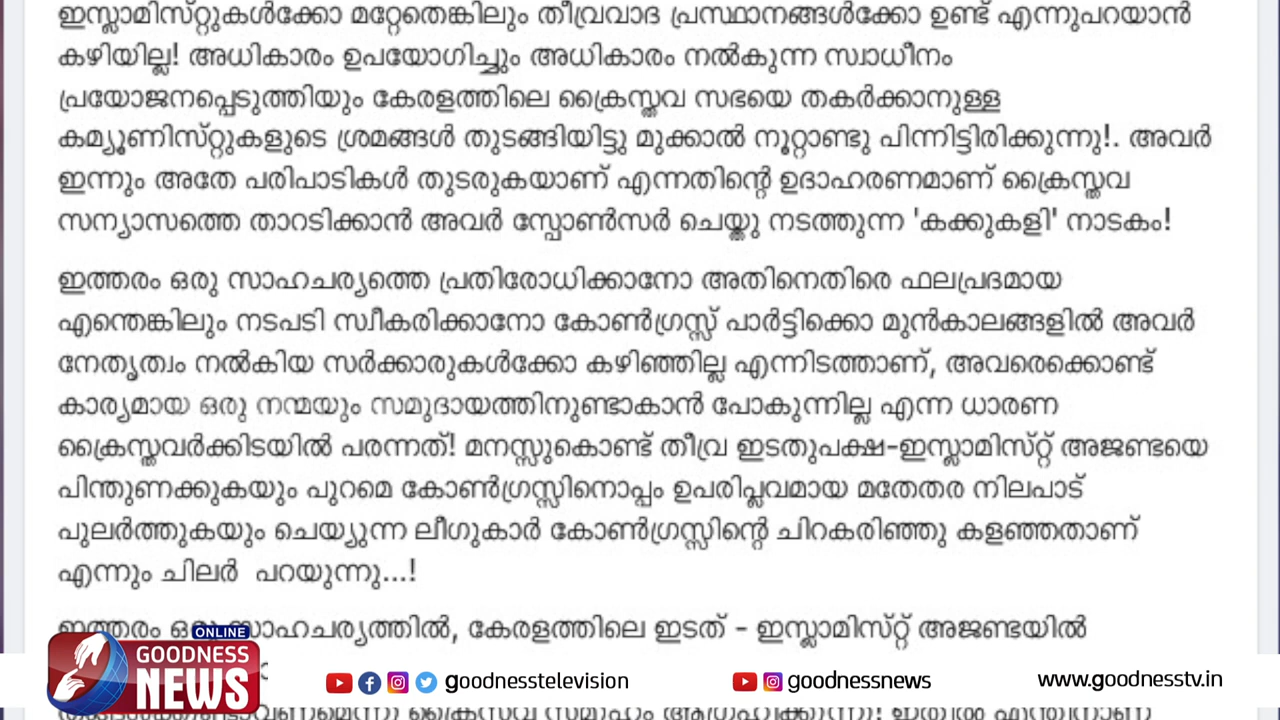 ഇസ്ലാമിസ്റ്റുകൾക്കോ മറ്റേതെങ്കിലും തീവ്രവാദ പ്രസ്ഥാനങ്ങൾക്കോ ഉണ്ട് എന്നുപറയാൻ
കഴിയില്ല! അധികാരം ഉപയോഗിച്ചും അധികാരം നൽകുന്ന സ്വാധീനം
പ്രയോജനപ്പെടുത്തിയും കേരളത്തിലെ ക്രൈസ്തവ സഭയെ തകർക്കാനുള്ള
കമ്യൂണിസ്റ്റുകളുടെ ശ്രമങ്ങൾ തുടങ്ങിയിട്ടു മുക്കാൽ നൂറ്റാണ്ടു പിന്നിട്ടിരിക്കുന്നു!. അവർ
ഇന്നും അതേ പരിപാടികൾ തുടരുകയാണ് എന്നതിന്റെ ഉദാഹരണമാണ് ക്രൈസ്തവ
സന്യാസത്തെ താറടിക്കാൻ അവർ സ്പോൺസർ ചെയ്തു നടത്തുന്ന 'കക്കുകളി' നാടകം!
ഇത്തരം ഒരു സാഹചര്യത്തെ പ്രതിരോധിക്കാനോ അതിനെതിരെ ഫലപ്രദമായ
എന്തെങ്കിലും നടപടി സ്വീകരിക്കാനോ കോൺഗ്രസ്സ് പാർട്ടിക്കൊ മുൻകാലങ്ങളിൽ അവർ
നേതൃത്വം നൽകിയ സർക്കാരുകൾക്കോ കഴിഞ്ഞില്ല എന്നിടത്താണ്, അവരെക്കൊണ്ട്
കാര്യമായ ഒരു നന്മയും സമുദായത്തിനുണ്ടാകാൻ പോകുന്നില്ല എന്ന ധാരണ
ക്രൈസ്തവർക്കിടയിൽ പരന്നത്! മനസ്സുകൊണ്ട് തീവ്ര ഇടതുപക്ഷ-ഇസ്ലാമിസ്റ്റ് അജണ്ടയെ
പിന്തുണക്കുകയും പുറമെ കോൺഗ്രസ്സിനൊപ്പം ഉപരിപ്ലവമായ മതേതര നിലപാട്
പുലർത്തുകയും ചെയ്യുന്ന ലീഗുകാർ കോൺഗ്രസ്സിന്റെ ചിറകരിഞ്ഞു കളഞ്ഞതാണ്
എന്നും ചിലർ പറയുന്നു...!
ഇത്തരം ഒരു സാഹചര്യത്തിൽ, കേരളത്തിലെ ഇടത് - ഇസ്ലാമിസ്റ്റ് അജണ്ടയിൽ
ONLINE
GOODNESS
NEWS
goodnesstelevision
goodnessnews
www.goodnesstv.in